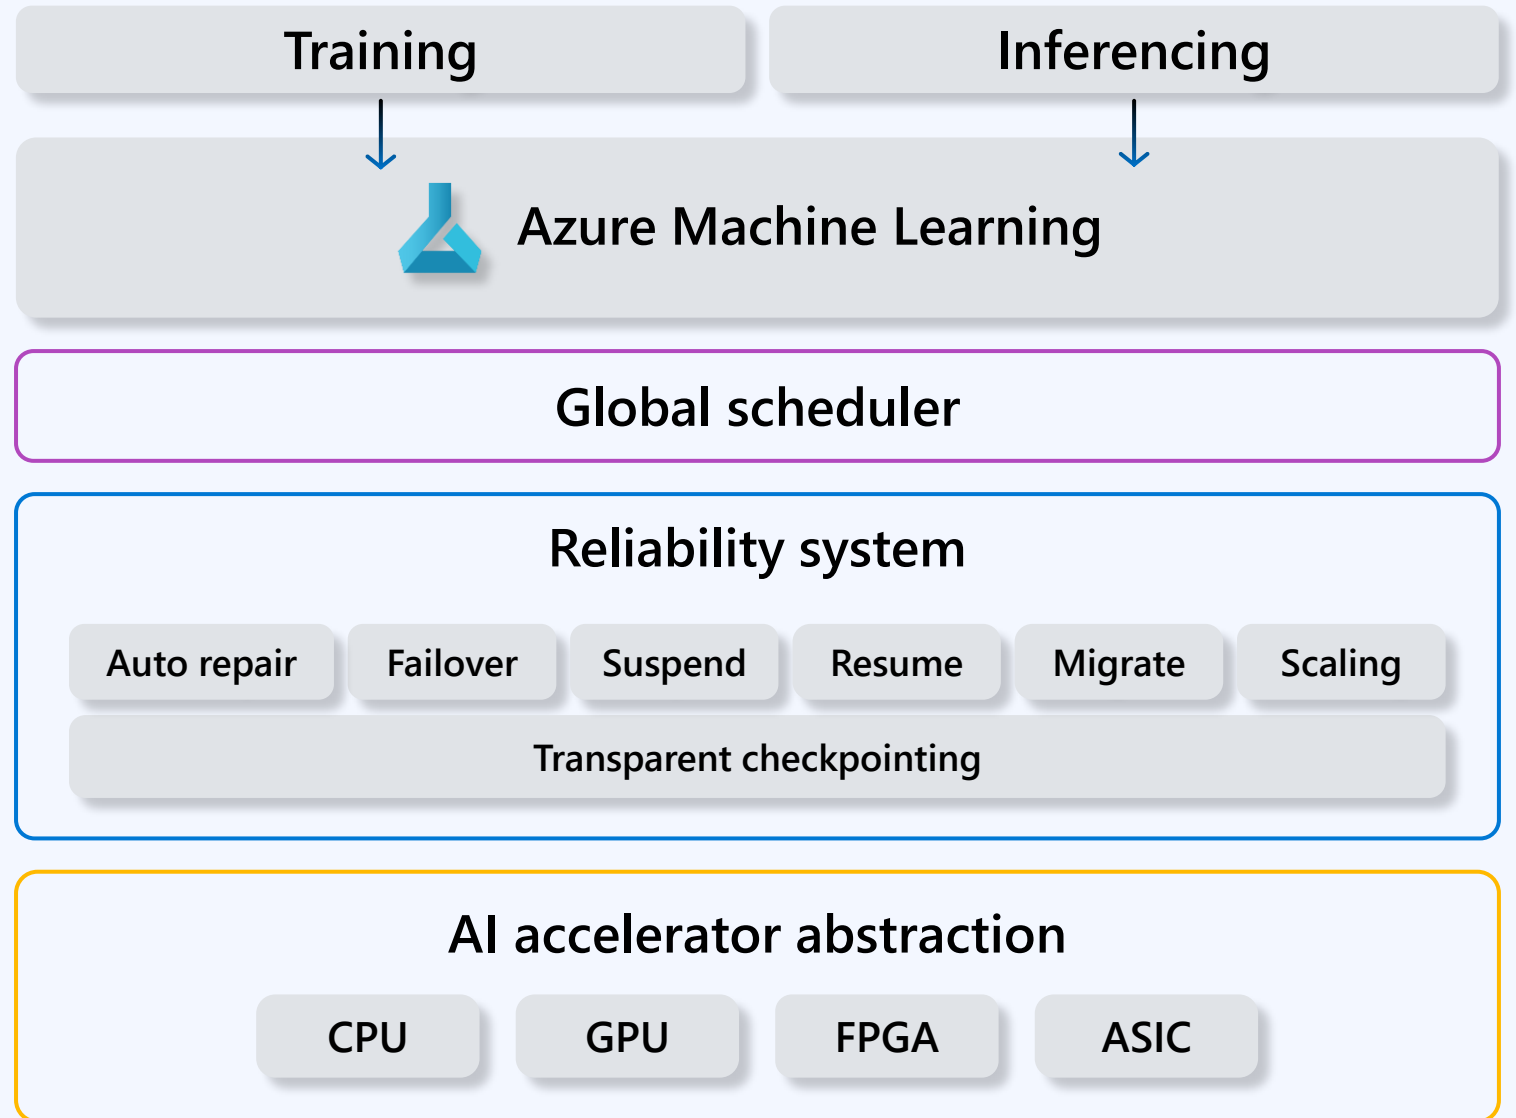 Training
Inferencing
Azure Machine Learning
Global scheduler
Reliability system
Auto repair
Failover
Suspend
Resume
Migrate
Scaling
Transparent checkpointing
AI accelerator abstraction
CPU
GPU
FPGA
ASIC